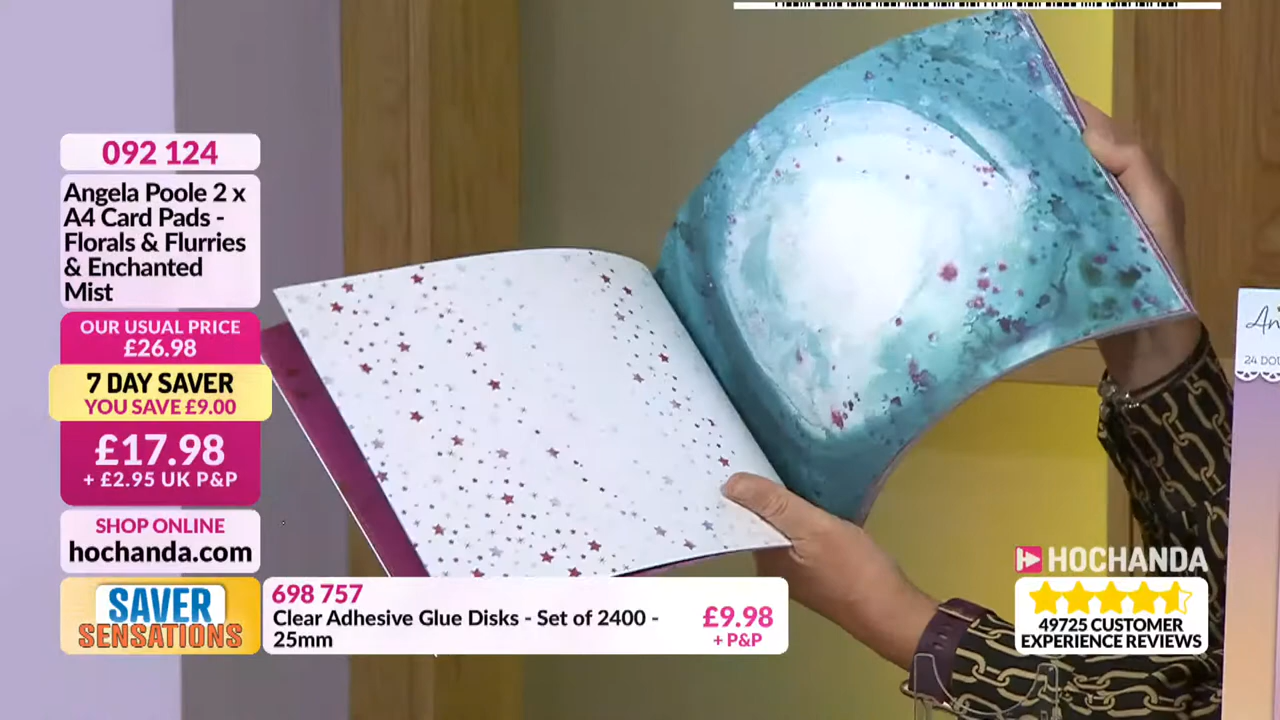 092 124
Angela Poole 2 x
A4 Card Pads -
Florals & Flurries
& Enchanted
Mist
OUR USUAL PRICE
£26.98
7 DAY SAVER
YOU SAVE £9.00
£17.98
+ £2.95 UK P&P
SHOP ONLINE
hochanda.com
SAVER
SENSATIONS
698 757
Clear Adhesive Glue Disks - Set of 2400 -
25mm
£9.98
+ P&P
HOCHANDA
49725 CUSTOMER
EXPERIENCE REVIEWS